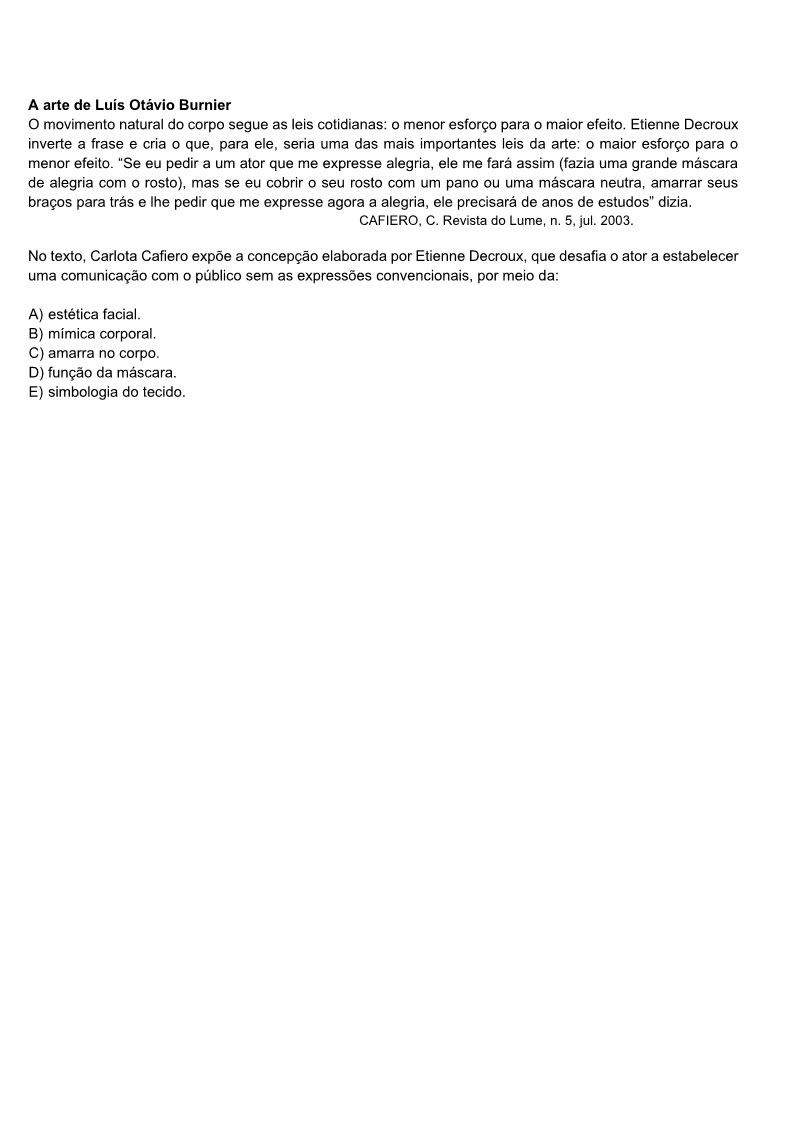 A arte de Luís Otávio Burnier
O movimento natural do corpo segue as leis cotidianas: o menor esforço para o maior efeito. Etienne Decroux
inverte a frase e cria o que, para ele, seria uma das mais importantes leis da arte: o maior esforço para o
menor efeito. “Se eu pedir a um ator que me expresse alegria, ele me fará assim (fazia uma grande máscara
de alegria com o rosto), mas se eu cobrir o seu rosto com um pano ou uma máscara neutra, amarrar seus
braços para trás e lhe pedir que me expresse agora a alegria, ele precisará de anos de estudos” dizia.
CAFIERO, C. Revista do Lume, n. 5, jul. 2003.
No texto, Carlota Cafiero expõe a concepção elaborada por Etienne Decroux, que desafia o ator a estabelecer
uma comunicação com o público sem as expressões convencionais, por meio da:
A) estética facial.
B) mímica corporal.
C) amarra no corpo.
D) função da máscara.
E) simbologia do tecido.